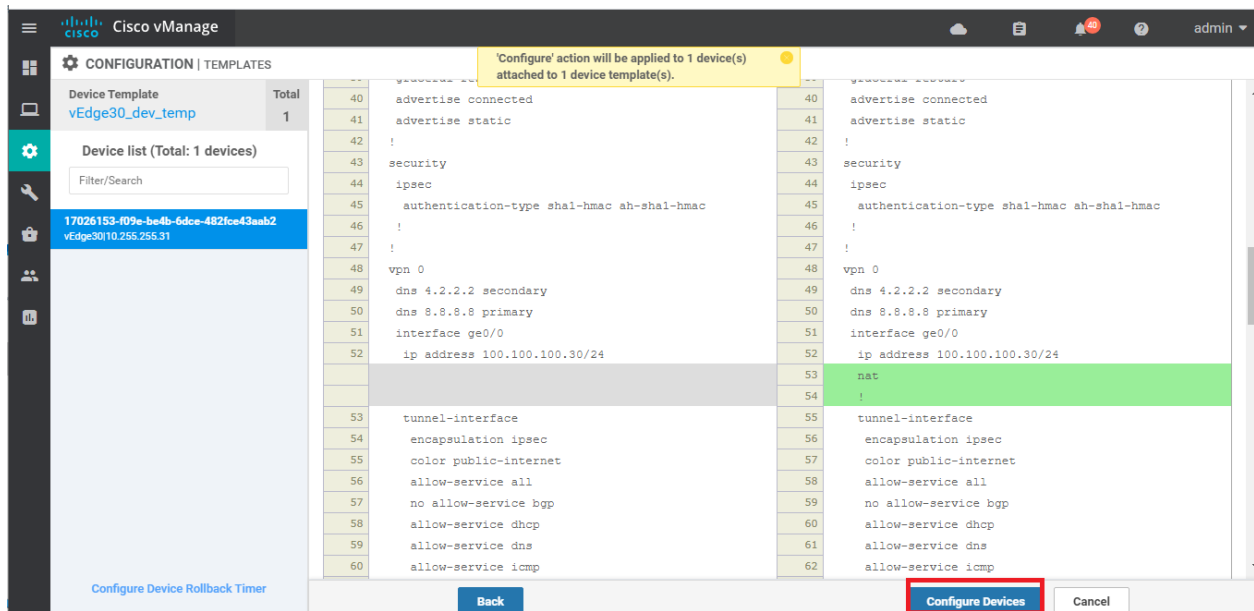 cisco Cisco vManage
40
admin
CONFIGURATION | TEMPLATES
'Configure' action will be applied to 1 device(s)
attached to 1 device template(s).
Device Template Total
vEdge30_dev_temp 1
Device list (Total: 1 devices)
Filter/Search
17026153-f09e-be4b-6dce-482fce43aab2
vEdge30|10.255.255.31
Configure Device Rollback Timer
40 advertise connected
41 advertise static
42 !
43 security
44 ipsec
45 authentication-type sha1-hmac ah-sha1-hmac
46 !
47 !
48 vpn 0
49 dns 4.2.2.2 secondary
50 dns 8.8.8.8 primary
51 interface ge0/0
52 ip address 100.100.100.30/24
53 tunnel-interface
54 encapsulation ipsec
55 color public-internet
56 allow-service all
57 no allow-service bgp
58 allow-service dhcp
59 allow-service dns
60 allow-service icmp
40 advertise connected
41 advertise static
42 !
43 security
44 ipsec
45 authentication-type sha1-hmac ah-sha1-hmac
46 !
47 !
48 vpn 0
49 dns 4.2.2.2 secondary
50 dns 8.8.8.8 primary
51 interface ge0/0
52 ip address 100.100.100.30/24
53 nat
54 !
55 tunnel-interface
56 encapsulation ipsec
57 color public-internet
58 allow-service all
59 no allow-service bgp
60 allow-service dhcp
61 allow-service dns
62 allow-service icmp
Back
Configure Devices
Cancel